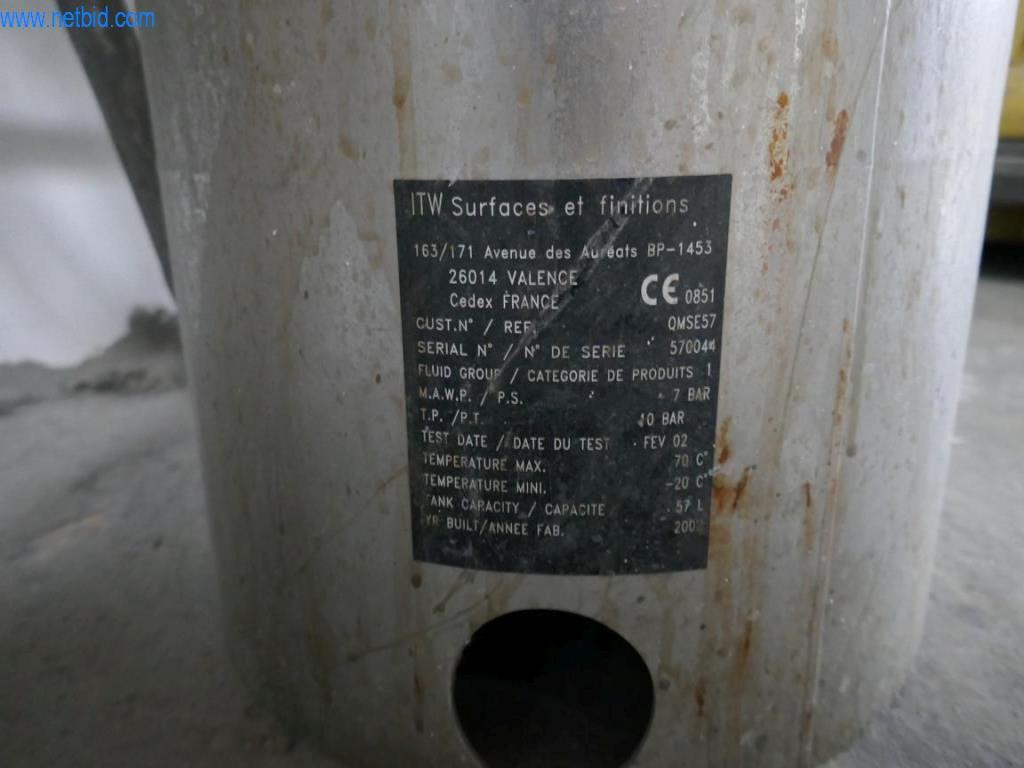 www.netbid.com
ITW Surfaces et finitions
163/171 Avenue des Auréats BP-1453
26014 VALENCE
Cedex FRANCE CE 0851
CUST.N° / REF. QMSE57
SERIAL N° / N° DE SERIE
FLUID GROUP / CATEGORIE DE PRODUITS 1
M.A.W.P. / P.S. 7 BAR
T.P. /P.T. 10 BAR
TEST DATE / DATE DU TEST FEV 02
TEMPERATURE MAX. 70 C°
TEMPERATURE MINI. -20 C°
TANK CAPACITY / CAPACITE 57 L
YR BUILT/ANNEE FAB.